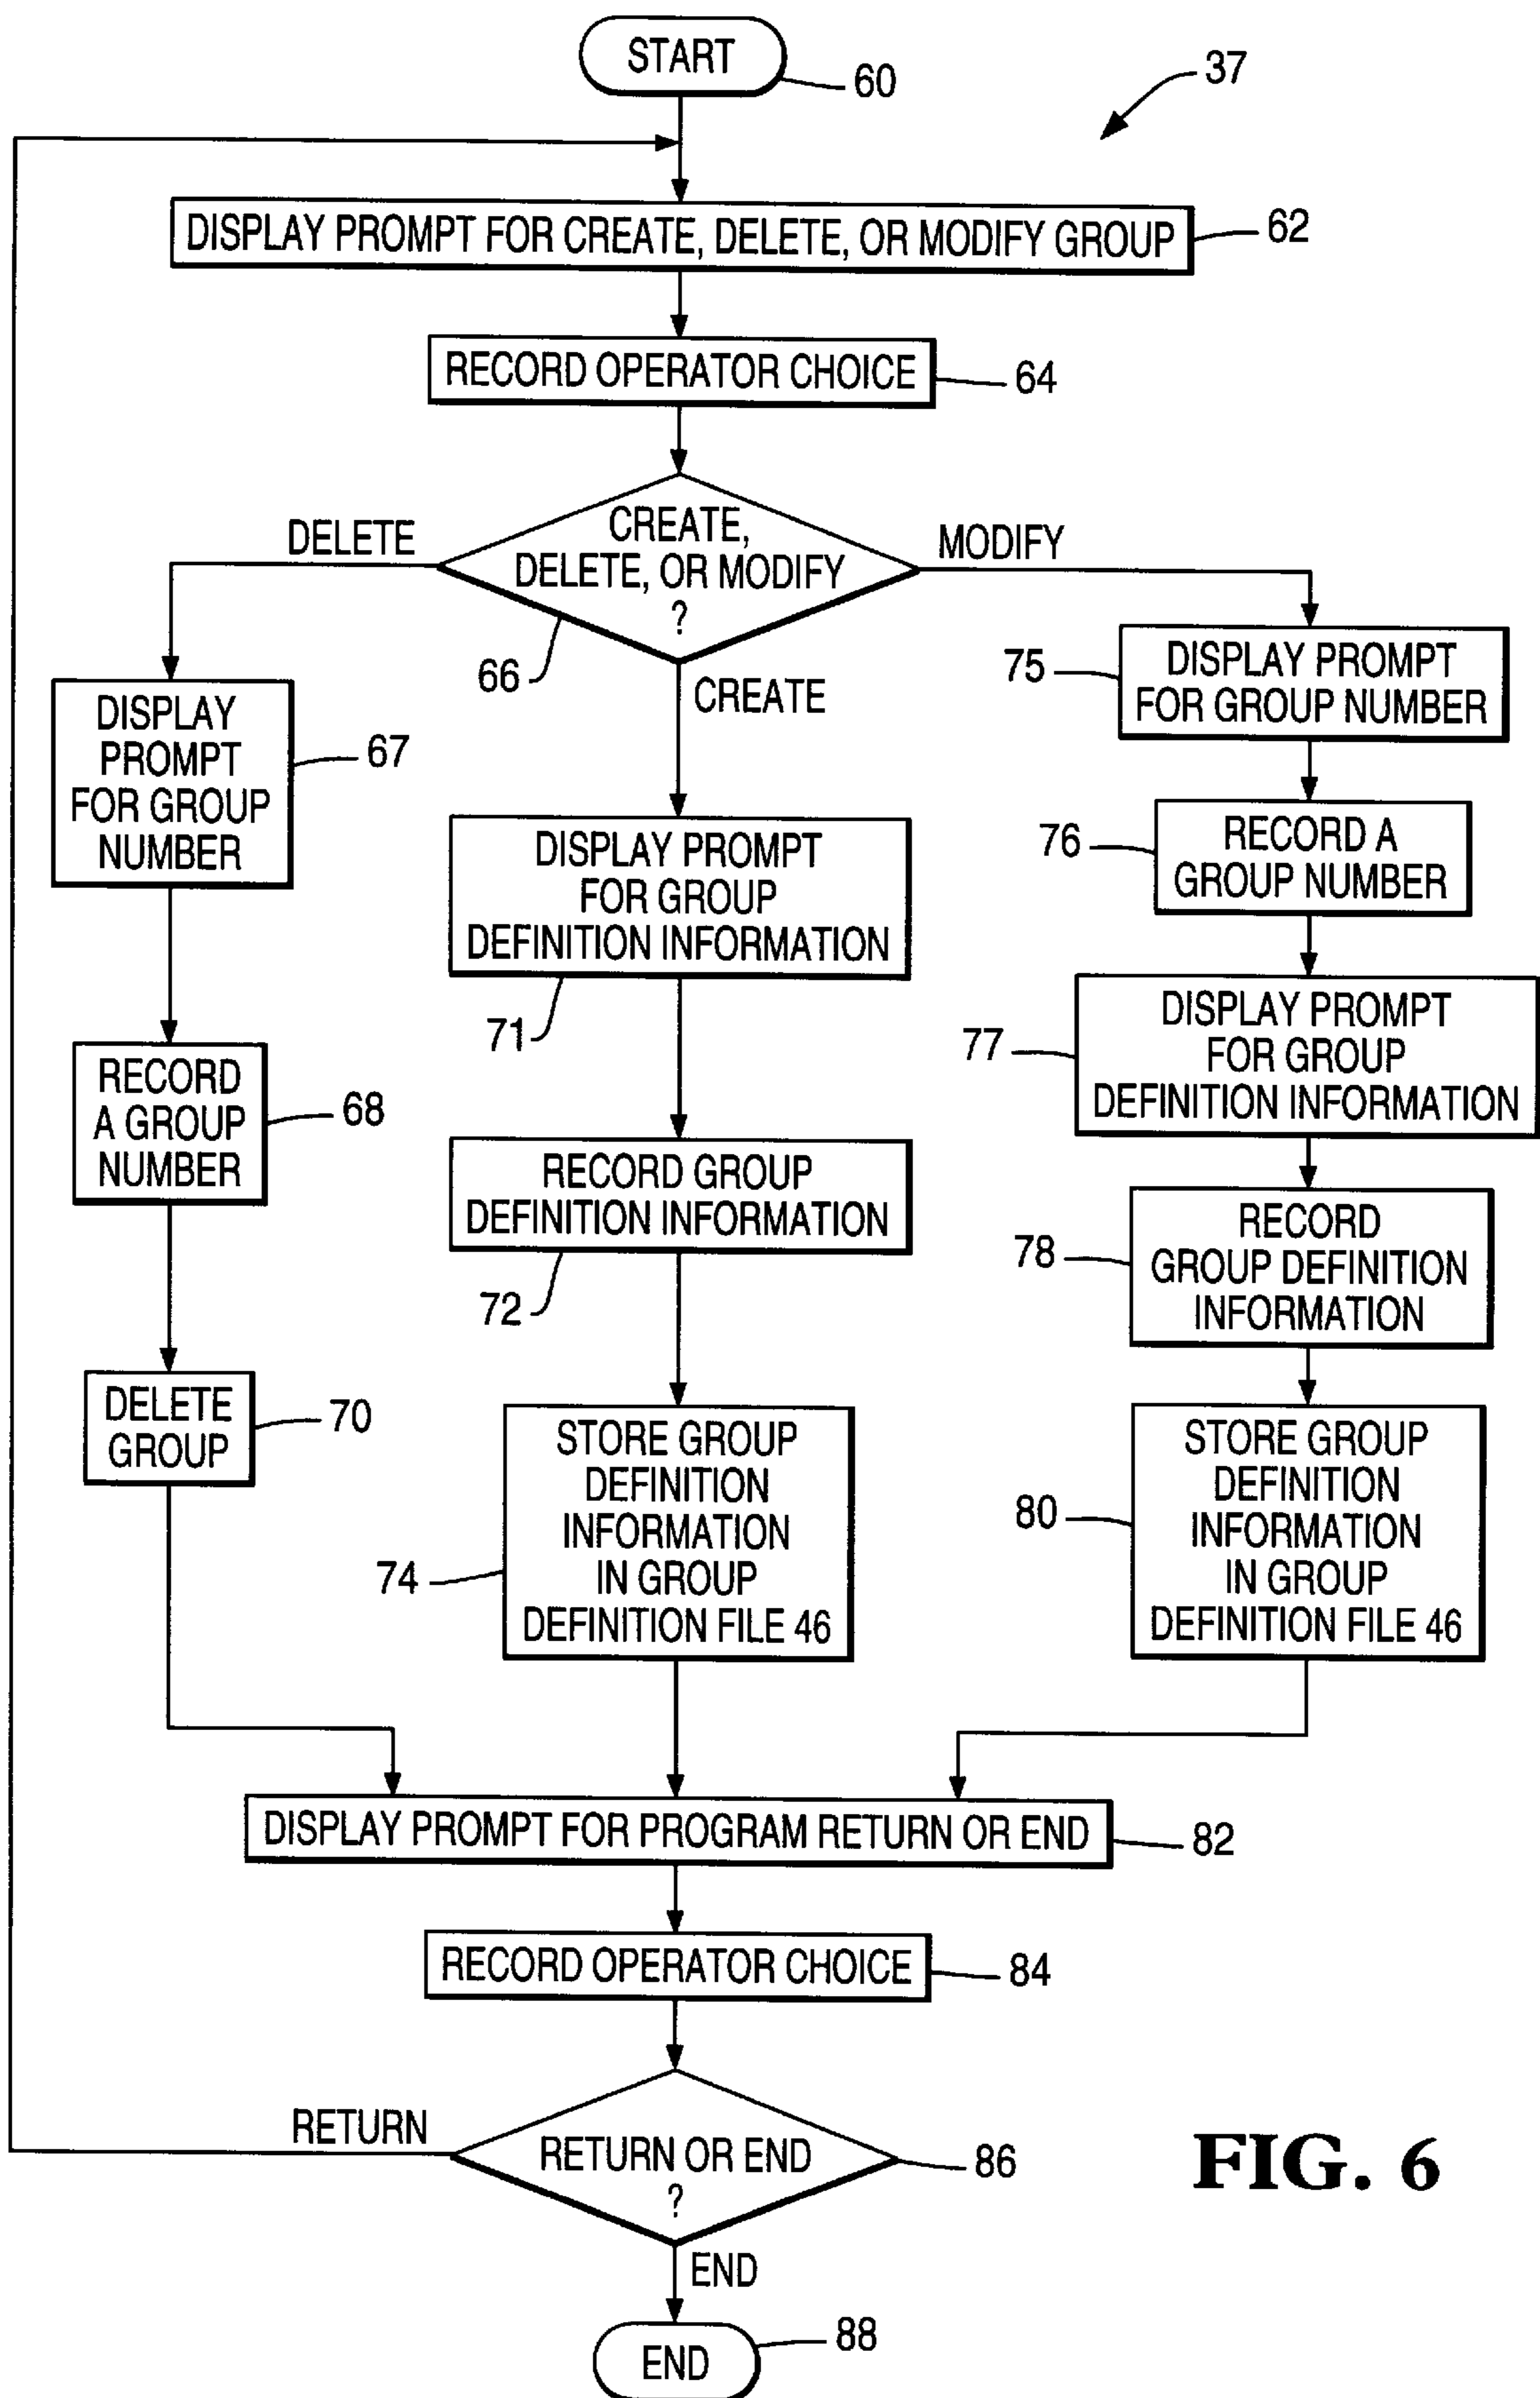 START
60
37
DISPLAY PROMPT FOR CREATE, DELETE, OR MODIFY GROUP
62
RECORD OPERATOR CHOICE
64
CREATE,
DELETE, OR MODIFY
?
66
DELETE
MODIFY
CREATE
DISPLAY
PROMPT
FOR GROUP
NUMBER
67
RECORD
A GROUP
NUMBER
68
DELETE
GROUP
70
DISPLAY PROMPT
FOR GROUP
DEFINITION INFORMATION
71
RECORD GROUP
DEFINITION INFORMATION
72
STORE GROUP
DEFINITION
INFORMATION
IN GROUP
DEFINITION FILE 46
74
75
DISPLAY PROMPT
FOR GROUP NUMBER
76
RECORD A
GROUP NUMBER
77
DISPLAY PROMPT
FOR GROUP
DEFINITION INFORMATION
78
RECORD
GROUP DEFINITION
INFORMATION
80
STORE GROUP
DEFINITION
INFORMATION
IN GROUP
DEFINITION FILE 46
DISPLAY PROMPT FOR PROGRAM RETURN OR END
82
RECORD OPERATOR CHOICE
84
RETURN
RETURN OR END
?
86
END
END
88
FIG. 6